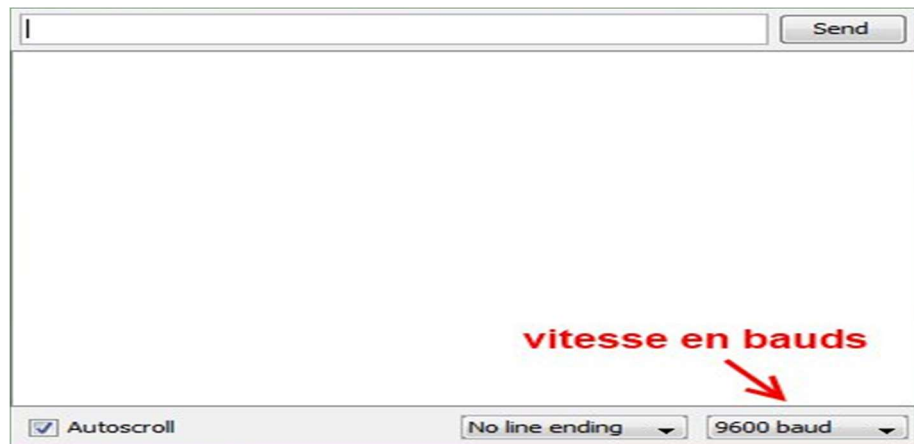 Send
vitesse en bauds
Autoscroll
No line ending
9600 baud